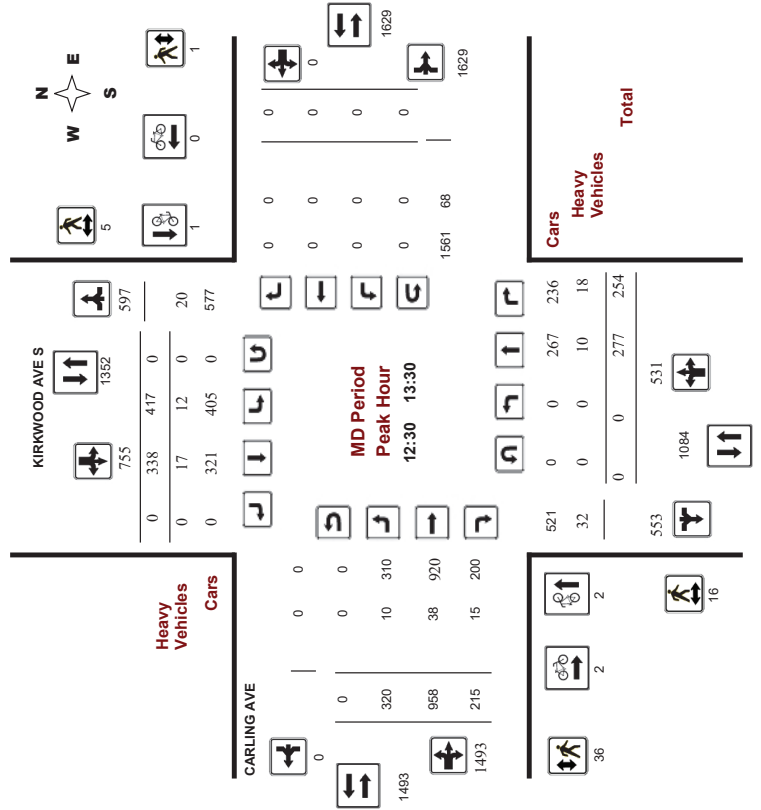 N
W E
S
5
1
0
1
KIRKWOOD AVE S
1352
755
597
0 338 417 0
0 17 12 0 20
0 321 405 0 577
Heavy
Vehicles
Cars
0
1629
1629
0 0 0
0 0 0
0 0 0
0 0 0
1561 68
MD Period
Peak Hour
12:30 13:30
CARLING AVE
0
1493
1493
0 0
0 0 0
320 10 310
958 38 920
215 15 200
Cars
Heavy
Vehicles
Total
521 0 0 267 236
32 0 0 10 18
0 0 277 254
553
1084
531
36
2
2
16